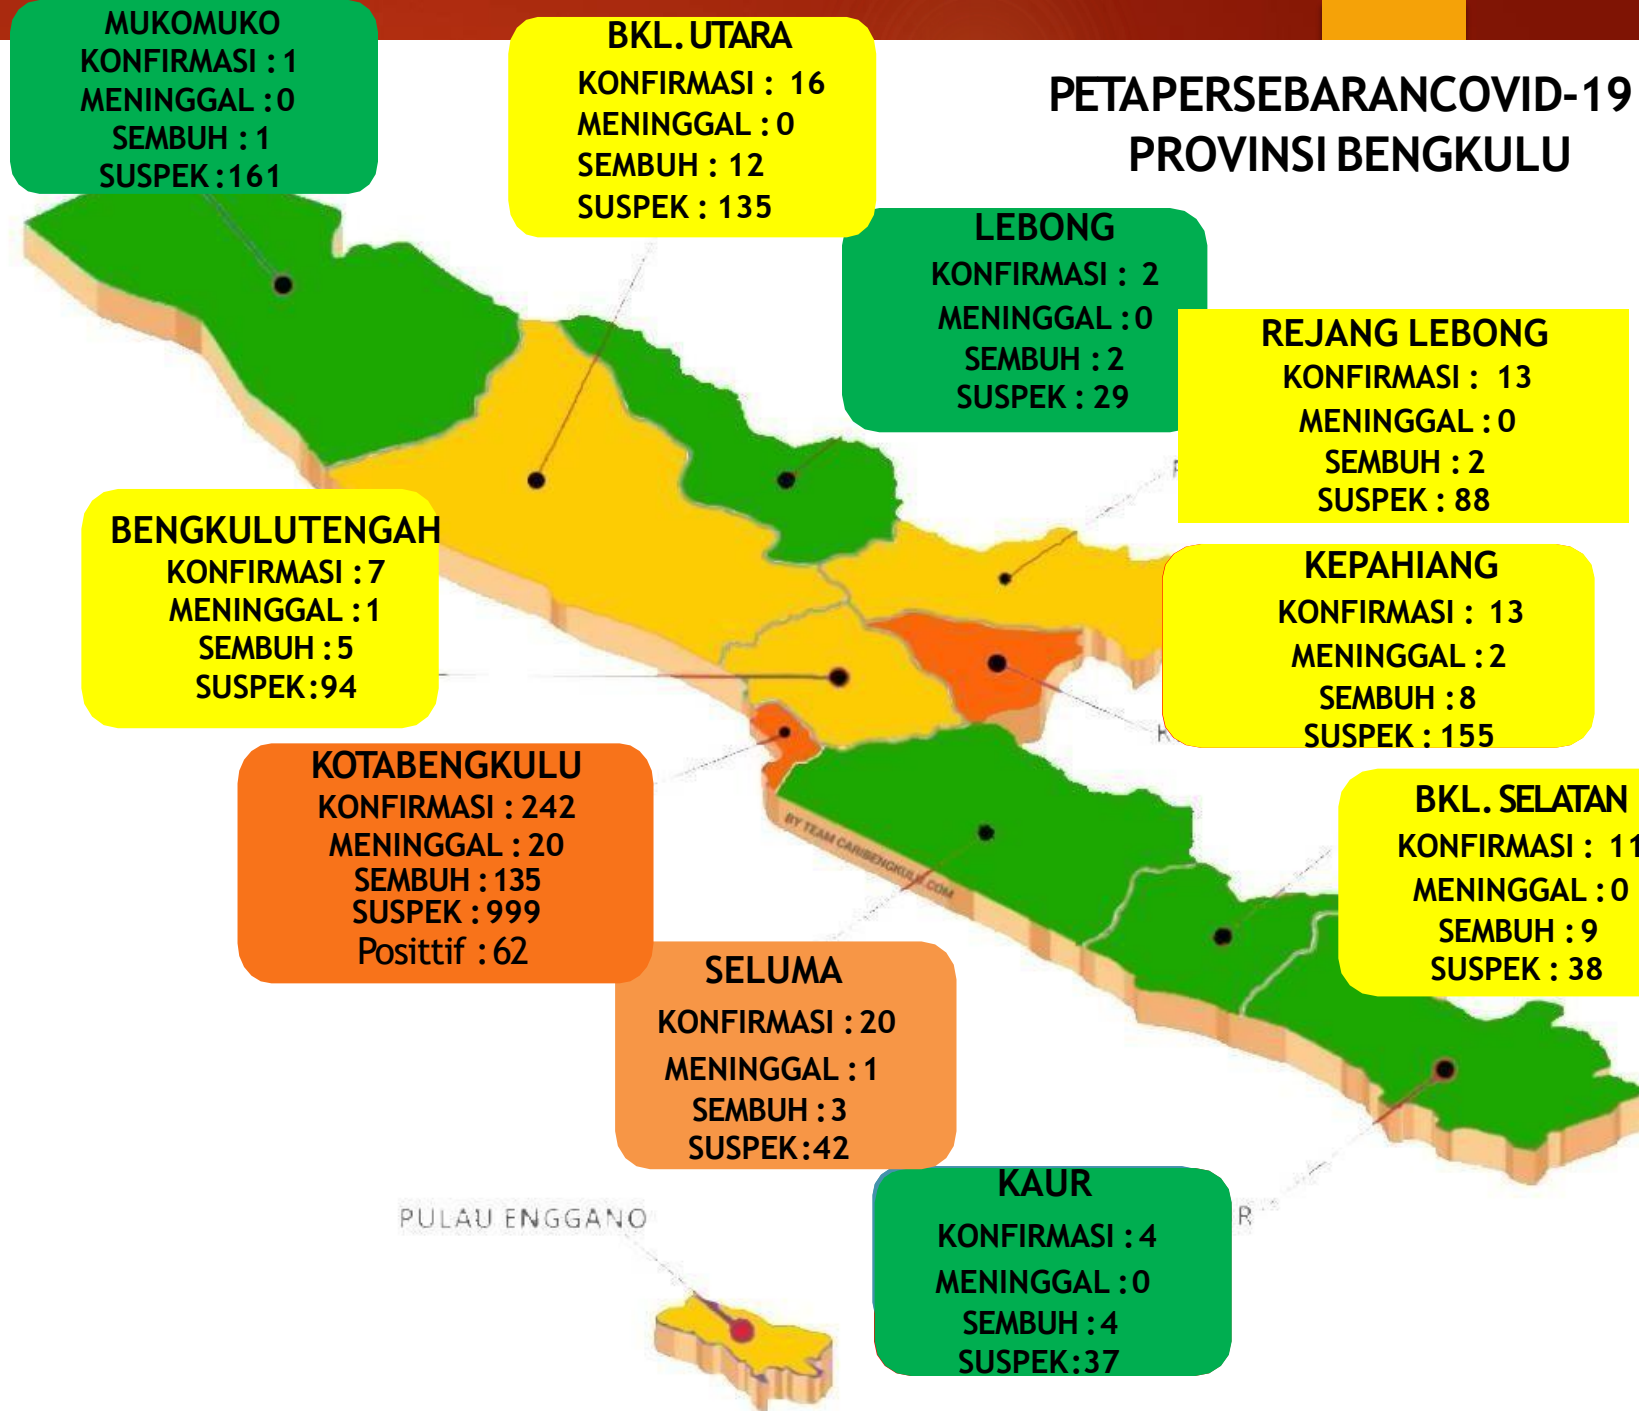 MUKOMUKO
KONFIRMASI : 1
MENINGGAL : 0
SEMBUH : 1
SUSPEK : 161
BKL. UTARA
KONFIRMASI : 16
MENINGGAL : 0
SEMBUH : 12
SUSPEK : 135
PETAPERSEBARANCOVID-19
PROVINSI BENGKULU
LEBONG
KONFIRMASI : 2
MENINGGAL : 0
SEMBUH : 2
SUSPEK : 29
REJANG LEBONG
KONFIRMASI : 13
MENINGGAL : 0
SEMBUH : 2
SUSPEK : 88
BENGKULUTENGAH
KONFIRMASI : 7
MENINGGAL : 1
SEMBUH : 5
SUSPEK : 94
KEPAHIANG
KONFIRMASI : 13
MENINGGAL : 2
SEMBUH : 8
SUSPEK : 155
KOTABENGKULU
KONFIRMASI : 242
MENINGGAL : 20
SEMBUH : 135
SUSPEK : 999
Posittif : 62
BKL. SELATAN
KONFIRMASI : 11
MENINGGAL : 0
SEMBUH : 9
SUSPEK : 38
BY TEAM CARIBENGKULU.COM
SELUMA
KONFIRMASI : 20
MENINGGAL : 1
SEMBUH : 3
SUSPEK : 42
KAUR
KONFIRMASI : 4
MENINGGAL : 0
SEMBUH : 4
SUSPEK : 37
PULAU ENGGANO
R